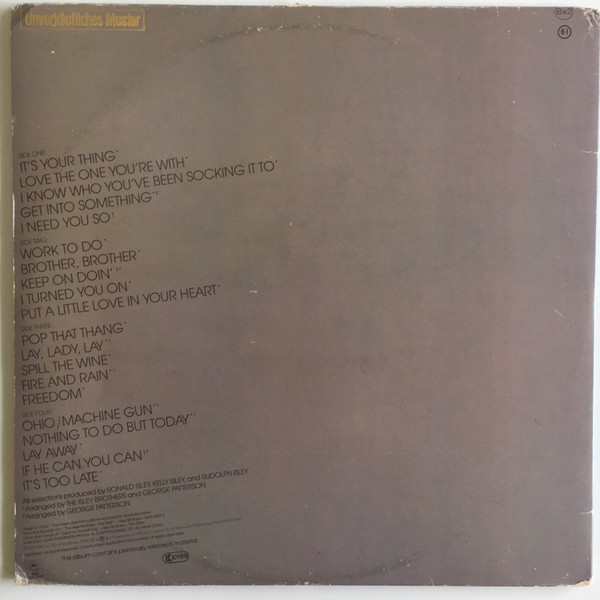 Unverkäufliches Muster
SIDE ONE:
IT'S YOUR THING*
LOVE THE ONE YOU'RE WITH*
I KNOW WHO YOU'VE BEEN SOCKING IT TO*
GET INTO SOMETHING*†
I NEED YOU SO†
SIDE TWO:
WORK TO DO*
BROTHER, BROTHER*
KEEP ON DOIN'*†
I TURNED YOU ON*
PUT A LITTLE LOVE IN YOUR HEART*
SIDE THREE:
POP THAT THANG*
LAY, LADY, LAY**
SPILL THE WINE*
FIRE AND RAIN**
FREEDOM*
SIDE FOUR:
OHIO/MACHINE GUN**
NOTHING TO DO BUT TODAY**
LAY AWAY*
IF HE CAN YOU CAN*†
IT'S TOO LATE*
All selections produced by RONALD ISLEY, KELLY ISLEY, and RUDOLPH ISLEY
*Arranged by THE ISLEY BROTHERS and GEORGE PATTERSON
†Arranged by GEORGE PATTERSON
This album contains previously released material.